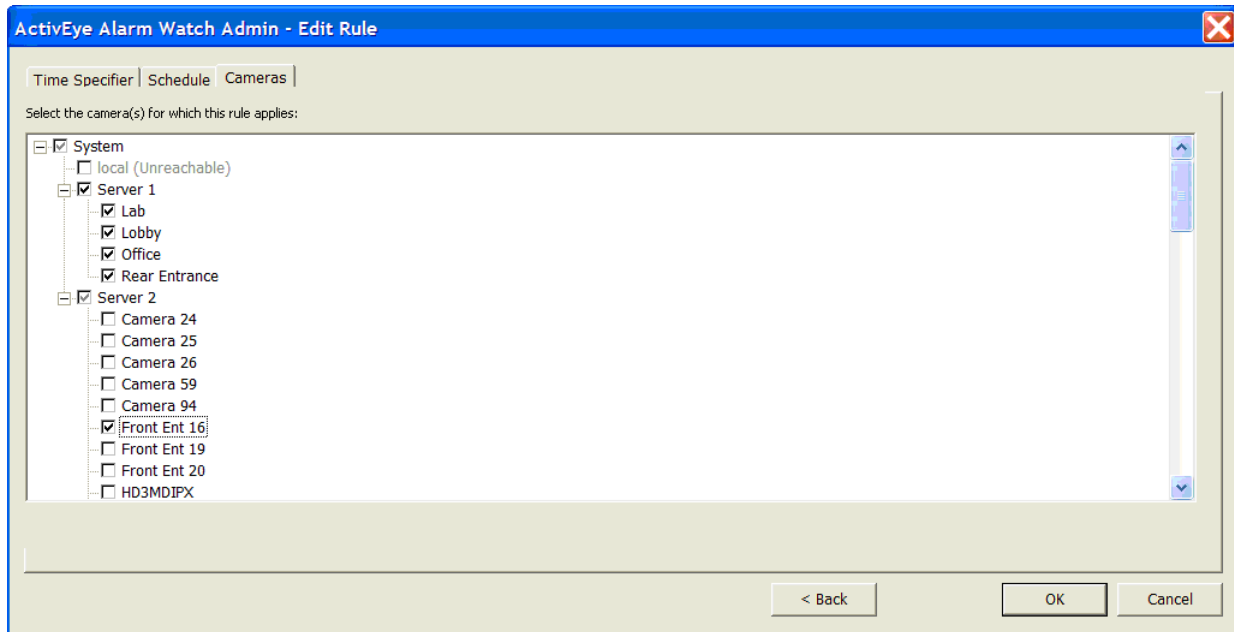 ActivEye Alarm Watch Admin - Edit Rule
Time Specifier Schedule Cameras
Select the camera(s) for which this rule applies:
System
local (Unreachable)
Server 1
Lab
Lobby
Office
Rear Entrance
Server 2
Camera 24
Camera 25
Camera 26
Camera 59
Camera 94
Front Ent 16
Front Ent 19
Front Ent 20
HD3MDIPX
< Back OK Cancel